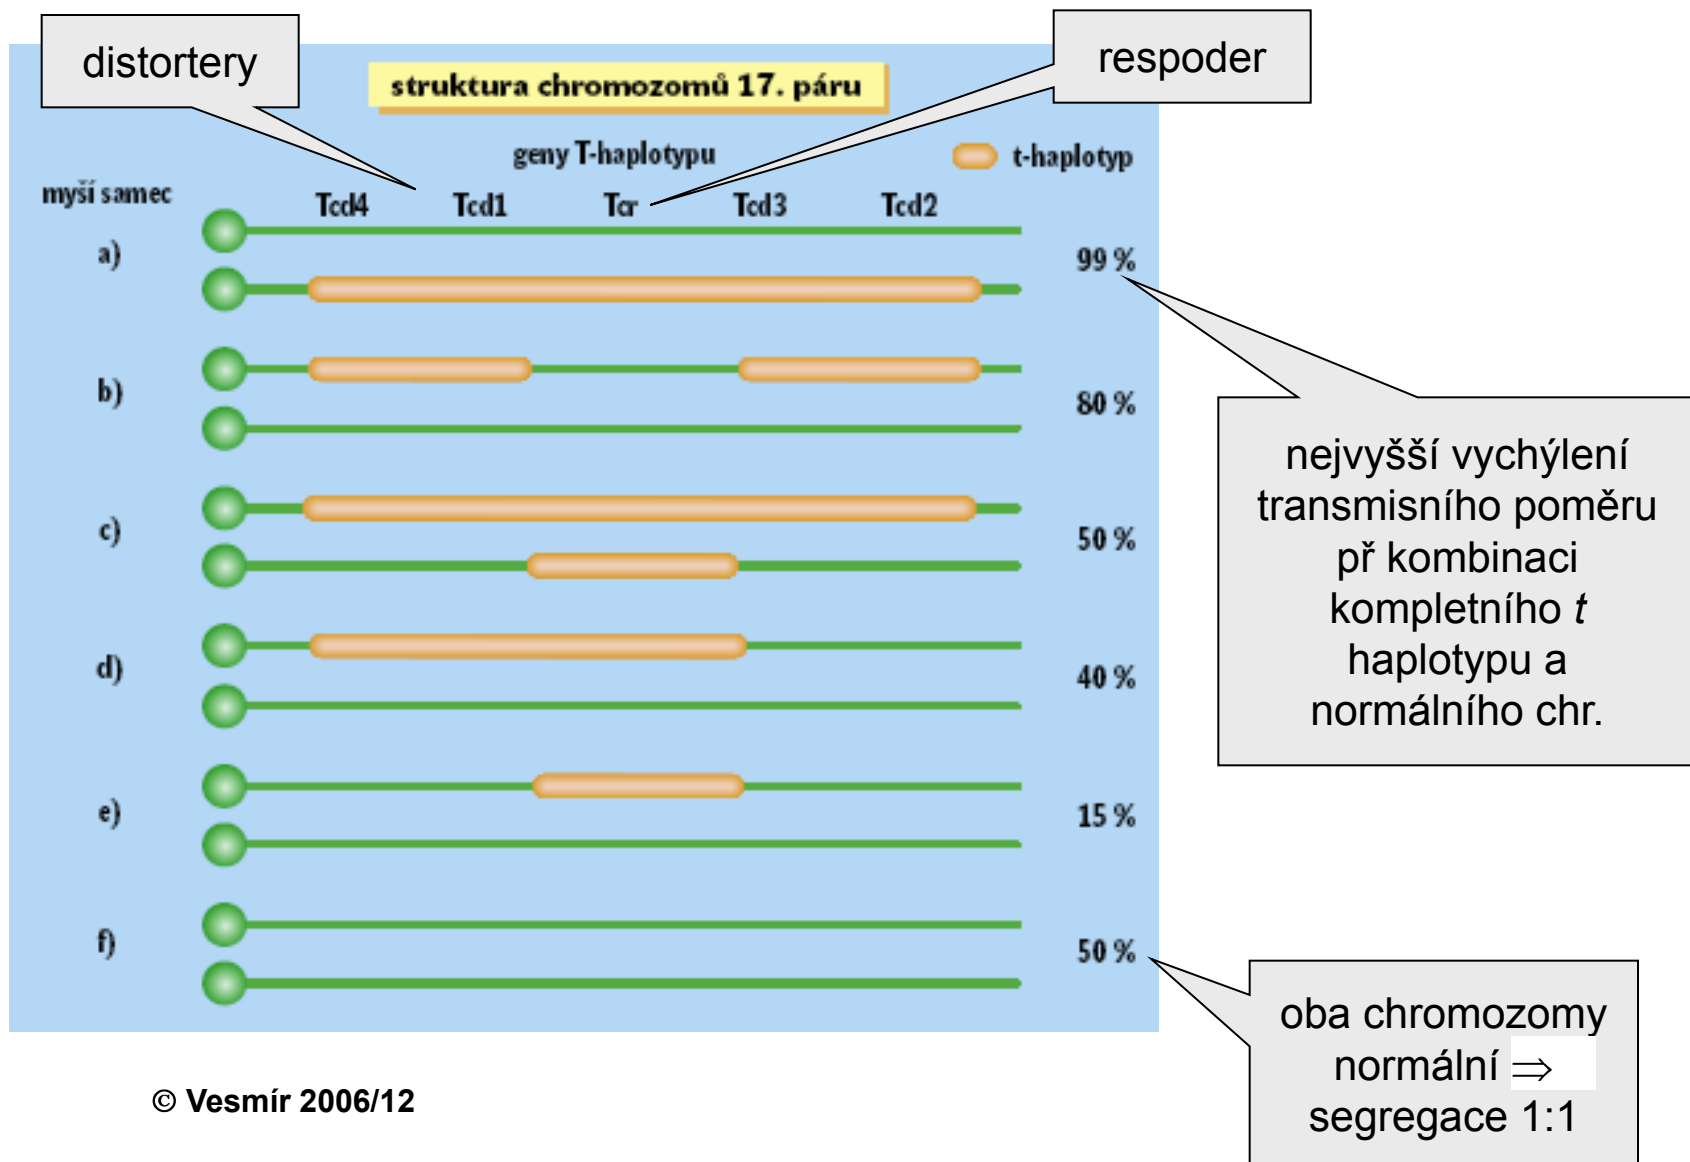 distortery
respoder
struktura chromozomů 17. páru
geny T-haplotypu
t-haplotyp
myší samec
Tcd4 Tcd1 Tcr Tcd3 Tcd2
a)
99 %
b)
80 %
c)
50 %
d)
40 %
e)
15 %
f)
50 %
nejvyšší vychýlení
transmisního poměru
př kombinaci
kompletního t
haplotypu a
normálního chr.
oba chromozomy
normální ⇒
segregace 1:1
© Vesmír 2006/12